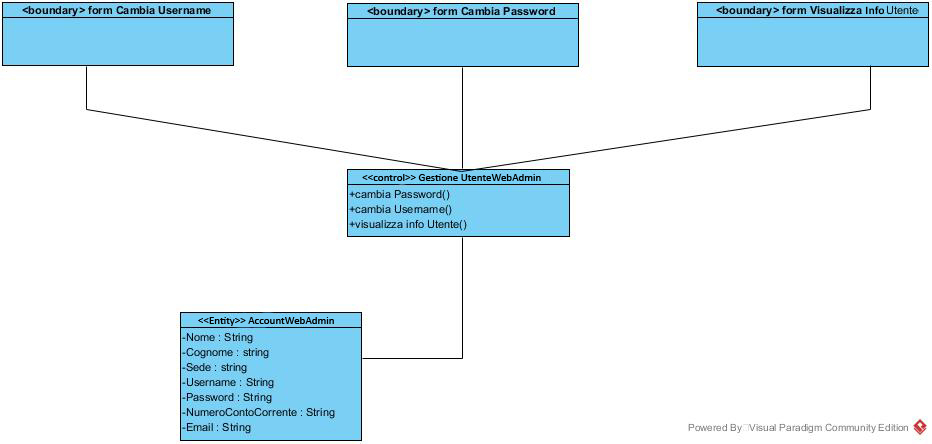 <boundary> form Cambia Username
<boundary> form Cambia Password
<boundary> form Visualizza Info Utente
<<control>> Gestione UtenteWebAdmin
+cambia Password()
+cambia Username()
+visualizza info Utente()
<<Entity>> AccountWebAdmin
-Nome : String
-Cognome : string
-Sede : string
-Username : String
-Password : String
-NumeroContoCorrente : String
-Email : String
Powered By Visual Paradigm Community Edition